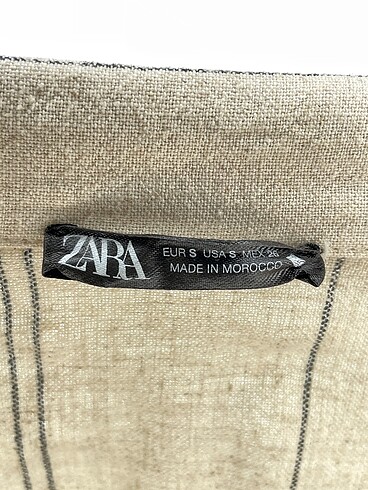 ZARA
EUR S USA S MEX 26
MADE IN MOROCCO